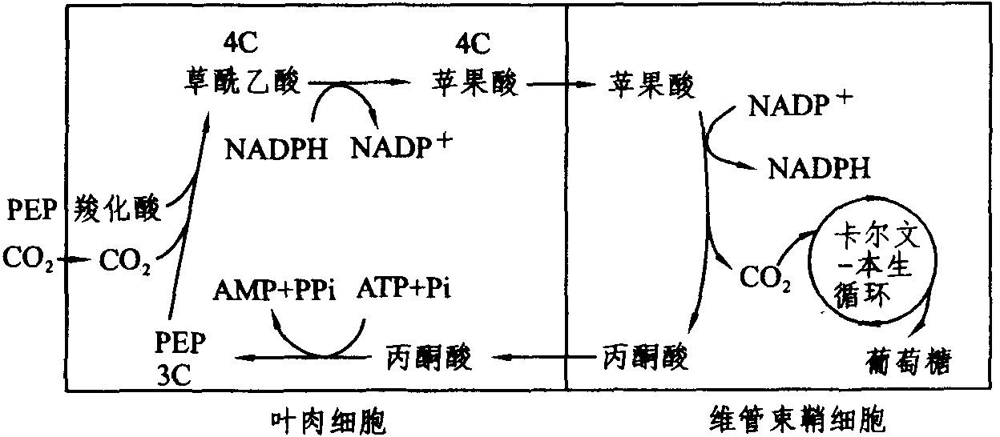 4C 4C
草酰乙酸 苹果酸 苹果酸
NADP+
NADPH NADP+
NADPH
PEP 羧化酸
CO2 CO2
卡尔文
-本生
循环
CO2
AMP+PPi ATP+Pi
PEP
3C
丙酮酸 丙酮酸
葡萄糖
叶肉细胞 维管束鞘细胞